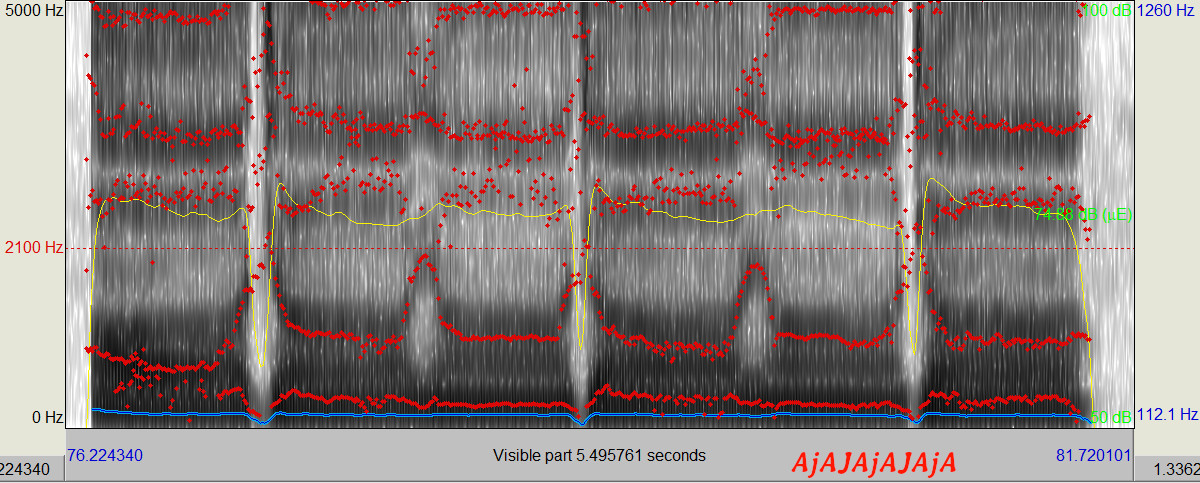 5000 Hz 100 dB 1260 Hz
2100 Hz 74.88 dB (µE)
0 Hz 50 dB 112.1 Hz
76.224340 Visible part 5.495761 seconds AjAJAjAJAjA 81.720101
224340 1.3362